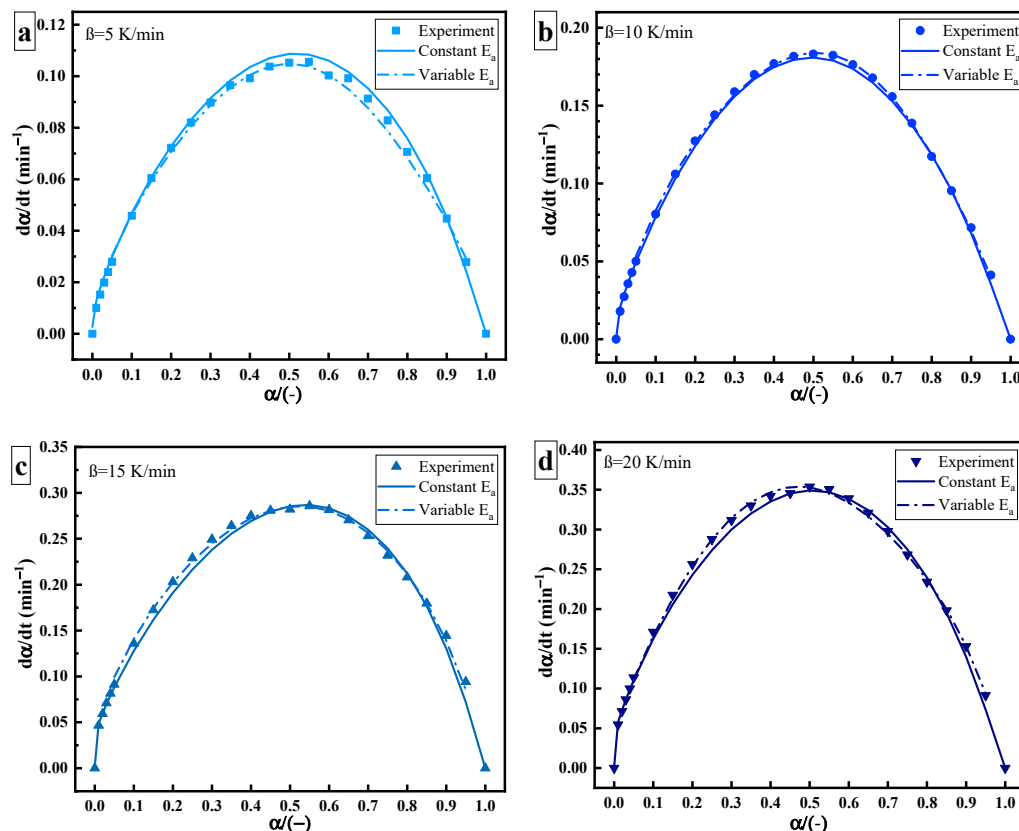 a
ß=5 K/min
Experiment
Constant Ea
Variable Ea
dα/dt (min⁻¹)
0.12
0.10
0.08
0.06
0.04
0.02
0.00
0.0 0.1 0.2 0.3 0.4 0.5 0.6 0.7 0.8 0.9 1.0
α/(-)
b
ß=10 K/min
Experiment
Constant Ea
Variable Ea
dα/dt (min⁻¹)
0.20
0.15
0.10
0.05
0.00
0.0 0.1 0.2 0.3 0.4 0.5 0.6 0.7 0.8 0.9 1.0
α/(-)
c
ß=15 K/min
Experiment
Constant Ea
Variable Ea
dα/dt (min⁻¹)
0.35
0.30
0.25
0.20
0.15
0.10
0.05
0.00
0.0 0.1 0.2 0.3 0.4 0.5 0.6 0.7 0.8 0.9 1.0
α/(−)
d
ß=20 K/min
Experiment
Constant Ea
Variable Ea
dα/dt (min⁻¹)
0.40
0.35
0.30
0.25
0.20
0.15
0.10
0.05
0.00
0.0 0.1 0.2 0.3 0.4 0.5 0.6 0.7 0.8 0.9 1.0
α/(-)